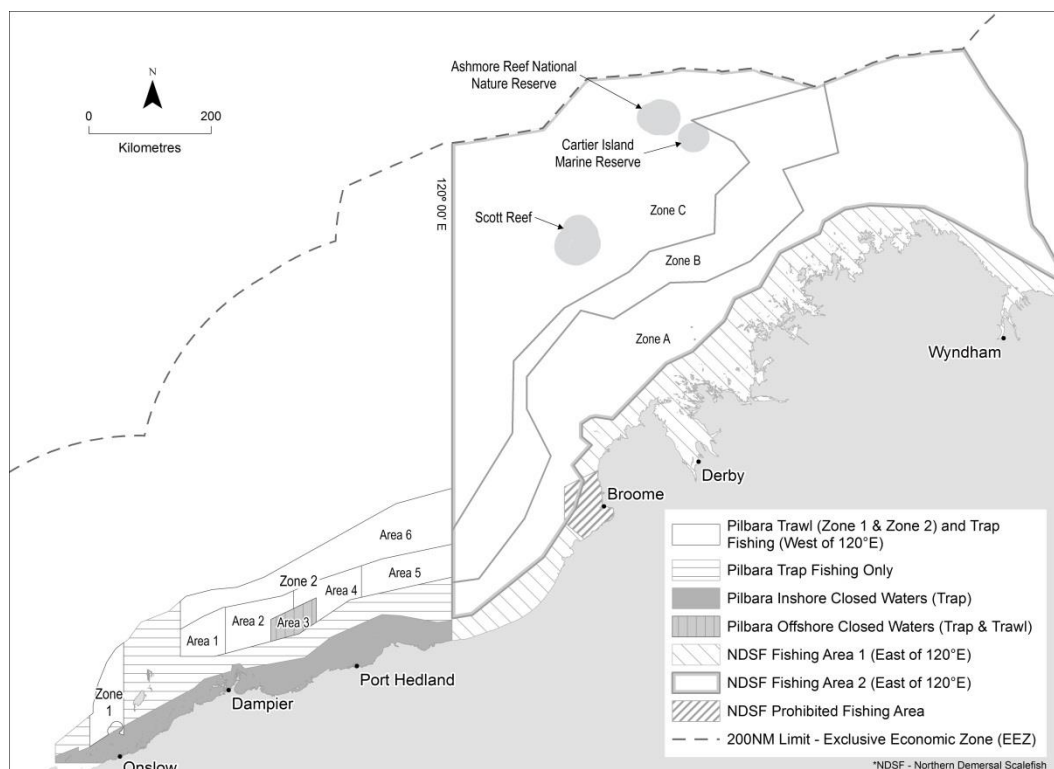 Ashmore Reef National
Nature Reserve
N
0
200
Kilometres
Cartier Island
Marine Reserve
120° 00' E
Scott Reef
Zone C
Zone B
Zone A
Wyndham
Derby
Broome
Area 6
Area 5
Zone 2
Area 4
Area 3
Area 2
Area 1
Zone
1
Port Hedland
Dampier
Onslow
Pilbara Trawl (Zone 1 & Zone 2) and Trap
Fishing (West of 120°E)
Pilbara Trap Fishing Only
Pilbara Inshore Closed Waters (Trap)
Pilbara Offshore Closed Waters (Trap & Trawl)
NDSF Fishing Area 1 (East of 120°E)
NDSF Fishing Area 2 (East of 120°E)
NDSF Prohibited Fishing Area
200NM Limit - Exclusive Economic Zone (EEZ)
*NDSF - Northern Demersal Scalefish